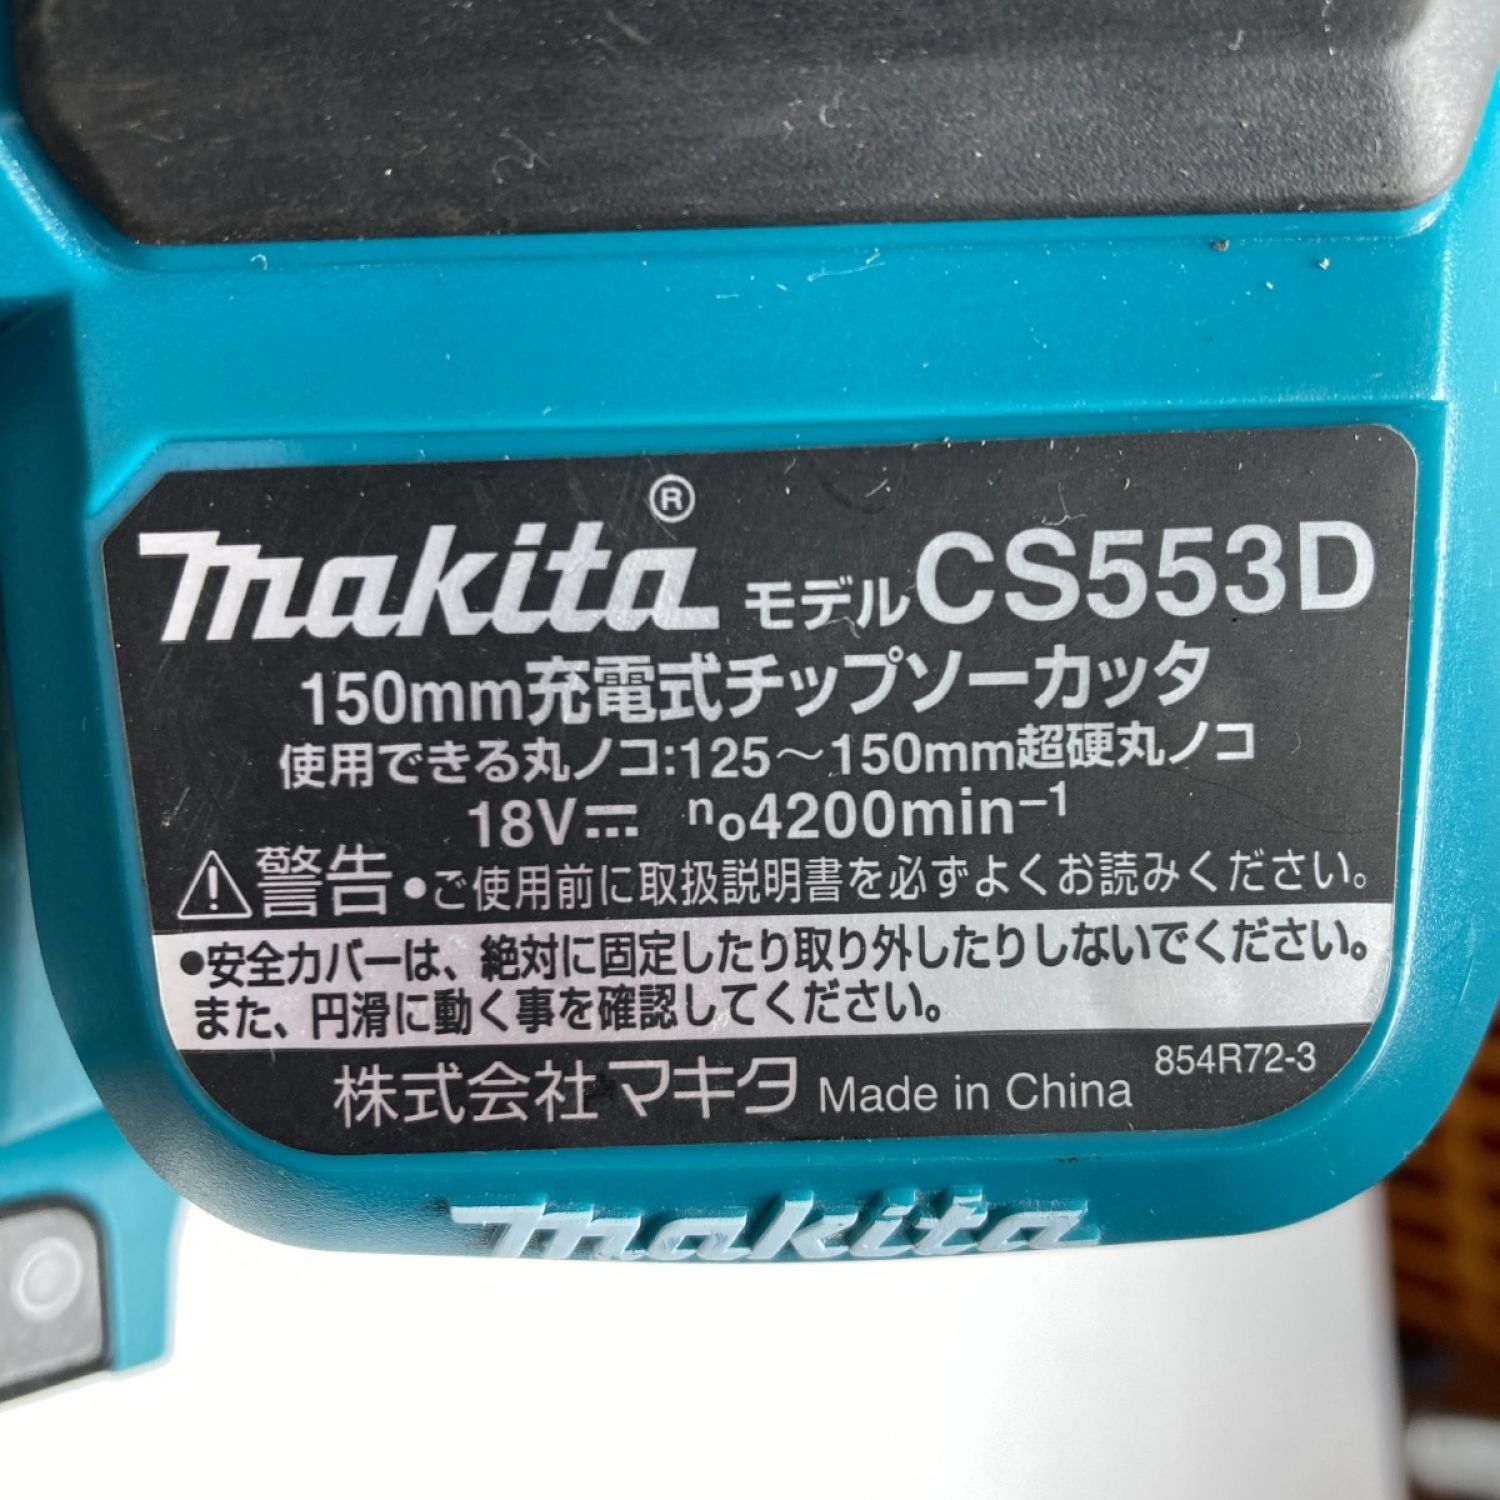 makita® モデルCS553D
150mm充電式チップソーカッタ
使用できる丸ノコ:125～150mm超硬丸ノコ
18V⎓ n₀4200min⁻¹
⚠警告 •ご使用前に取扱説明書を必ずよくお読みください。
•安全カバーは、絶対に固定したり取り外したりしないでください。
また、円滑に動く事を確認してください。
株式会社マキタ Made in China 854R72-3
makita